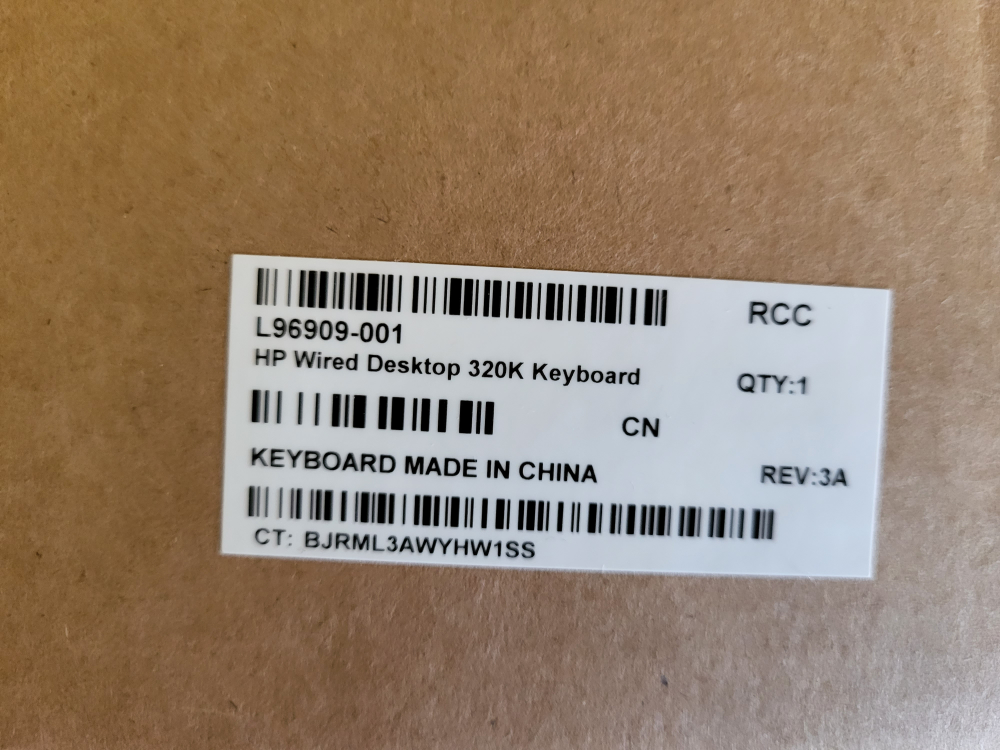 RCC
L96909-001
HP Wired Desktop 320K Keyboard
QTY:1
CN
KEYBOARD MADE IN CHINA
REV:3A
CT: BJRML3AWYHW1SS